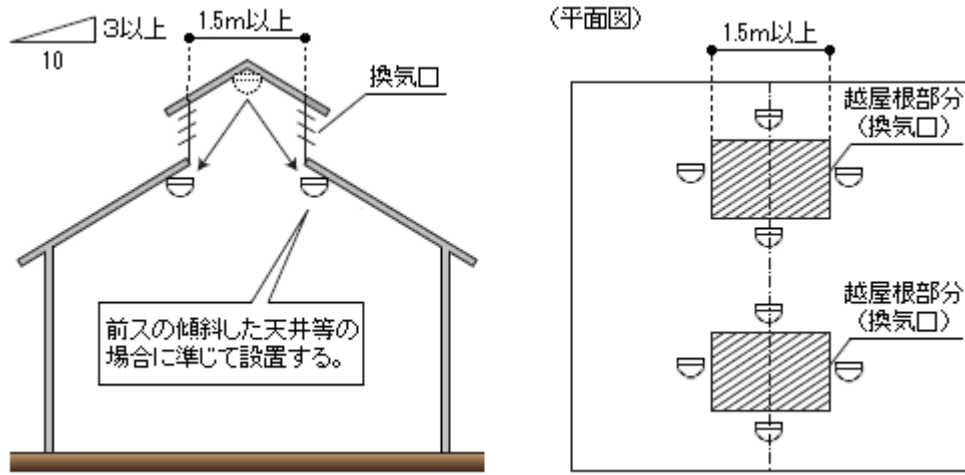 3以上
10
1.5m以上
換気口
前スの傾斜した天井等の
場合に準じて設置する。
(平面図)
1.5m以上
越屋根部分
(換気口)
越屋根部分
(換気口)